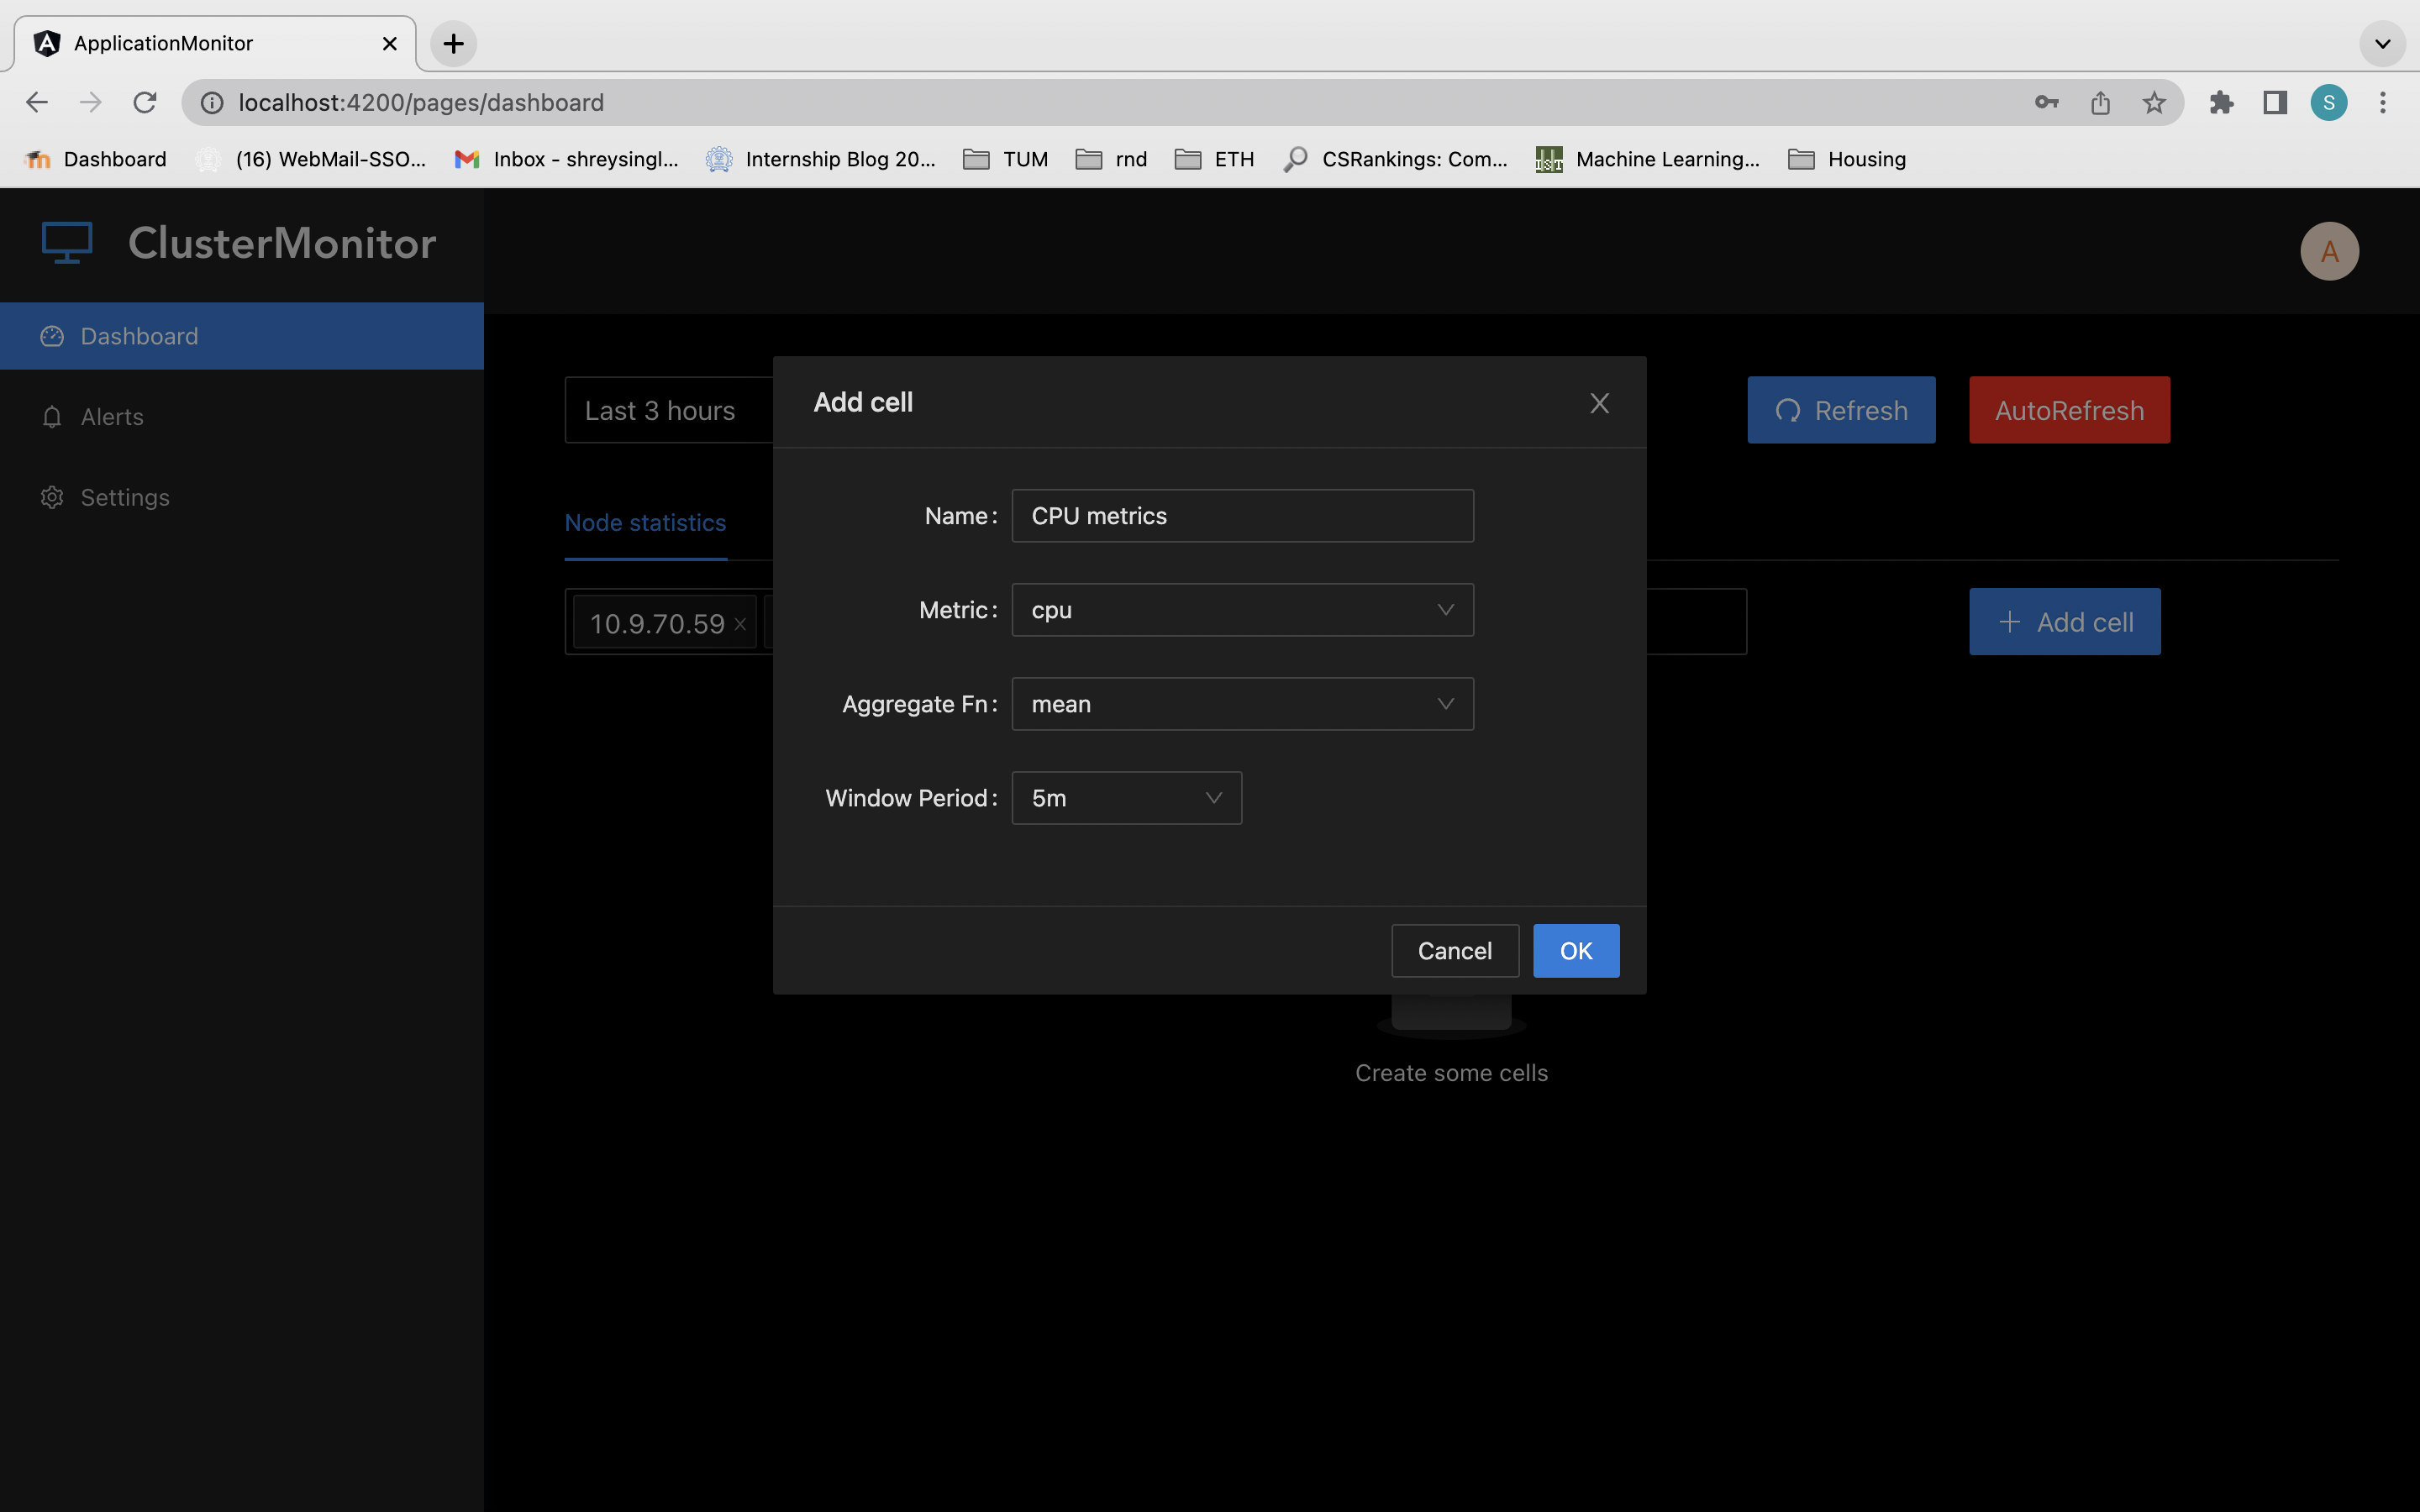 ApplicationMonitor
localhost:4200/pages/dashboard
S
Dashboard
(16) WebMail-SSO...
Inbox - shreysingl...
Internship Blog 20...
TUM
rnd
ETH
CSRankings: Com...
Machine Learning...
Housing
ClusterMonitor
A
Dashboard
Alerts
Settings
Last 3 hours
Refresh
AutoRefresh
Node statistics
10.9.70.59
Add cell
Add cell
Name: CPU metrics
Metric: cpu
Aggregate Fn: mean
Window Period: 5m
Cancel
OK
Create some cells